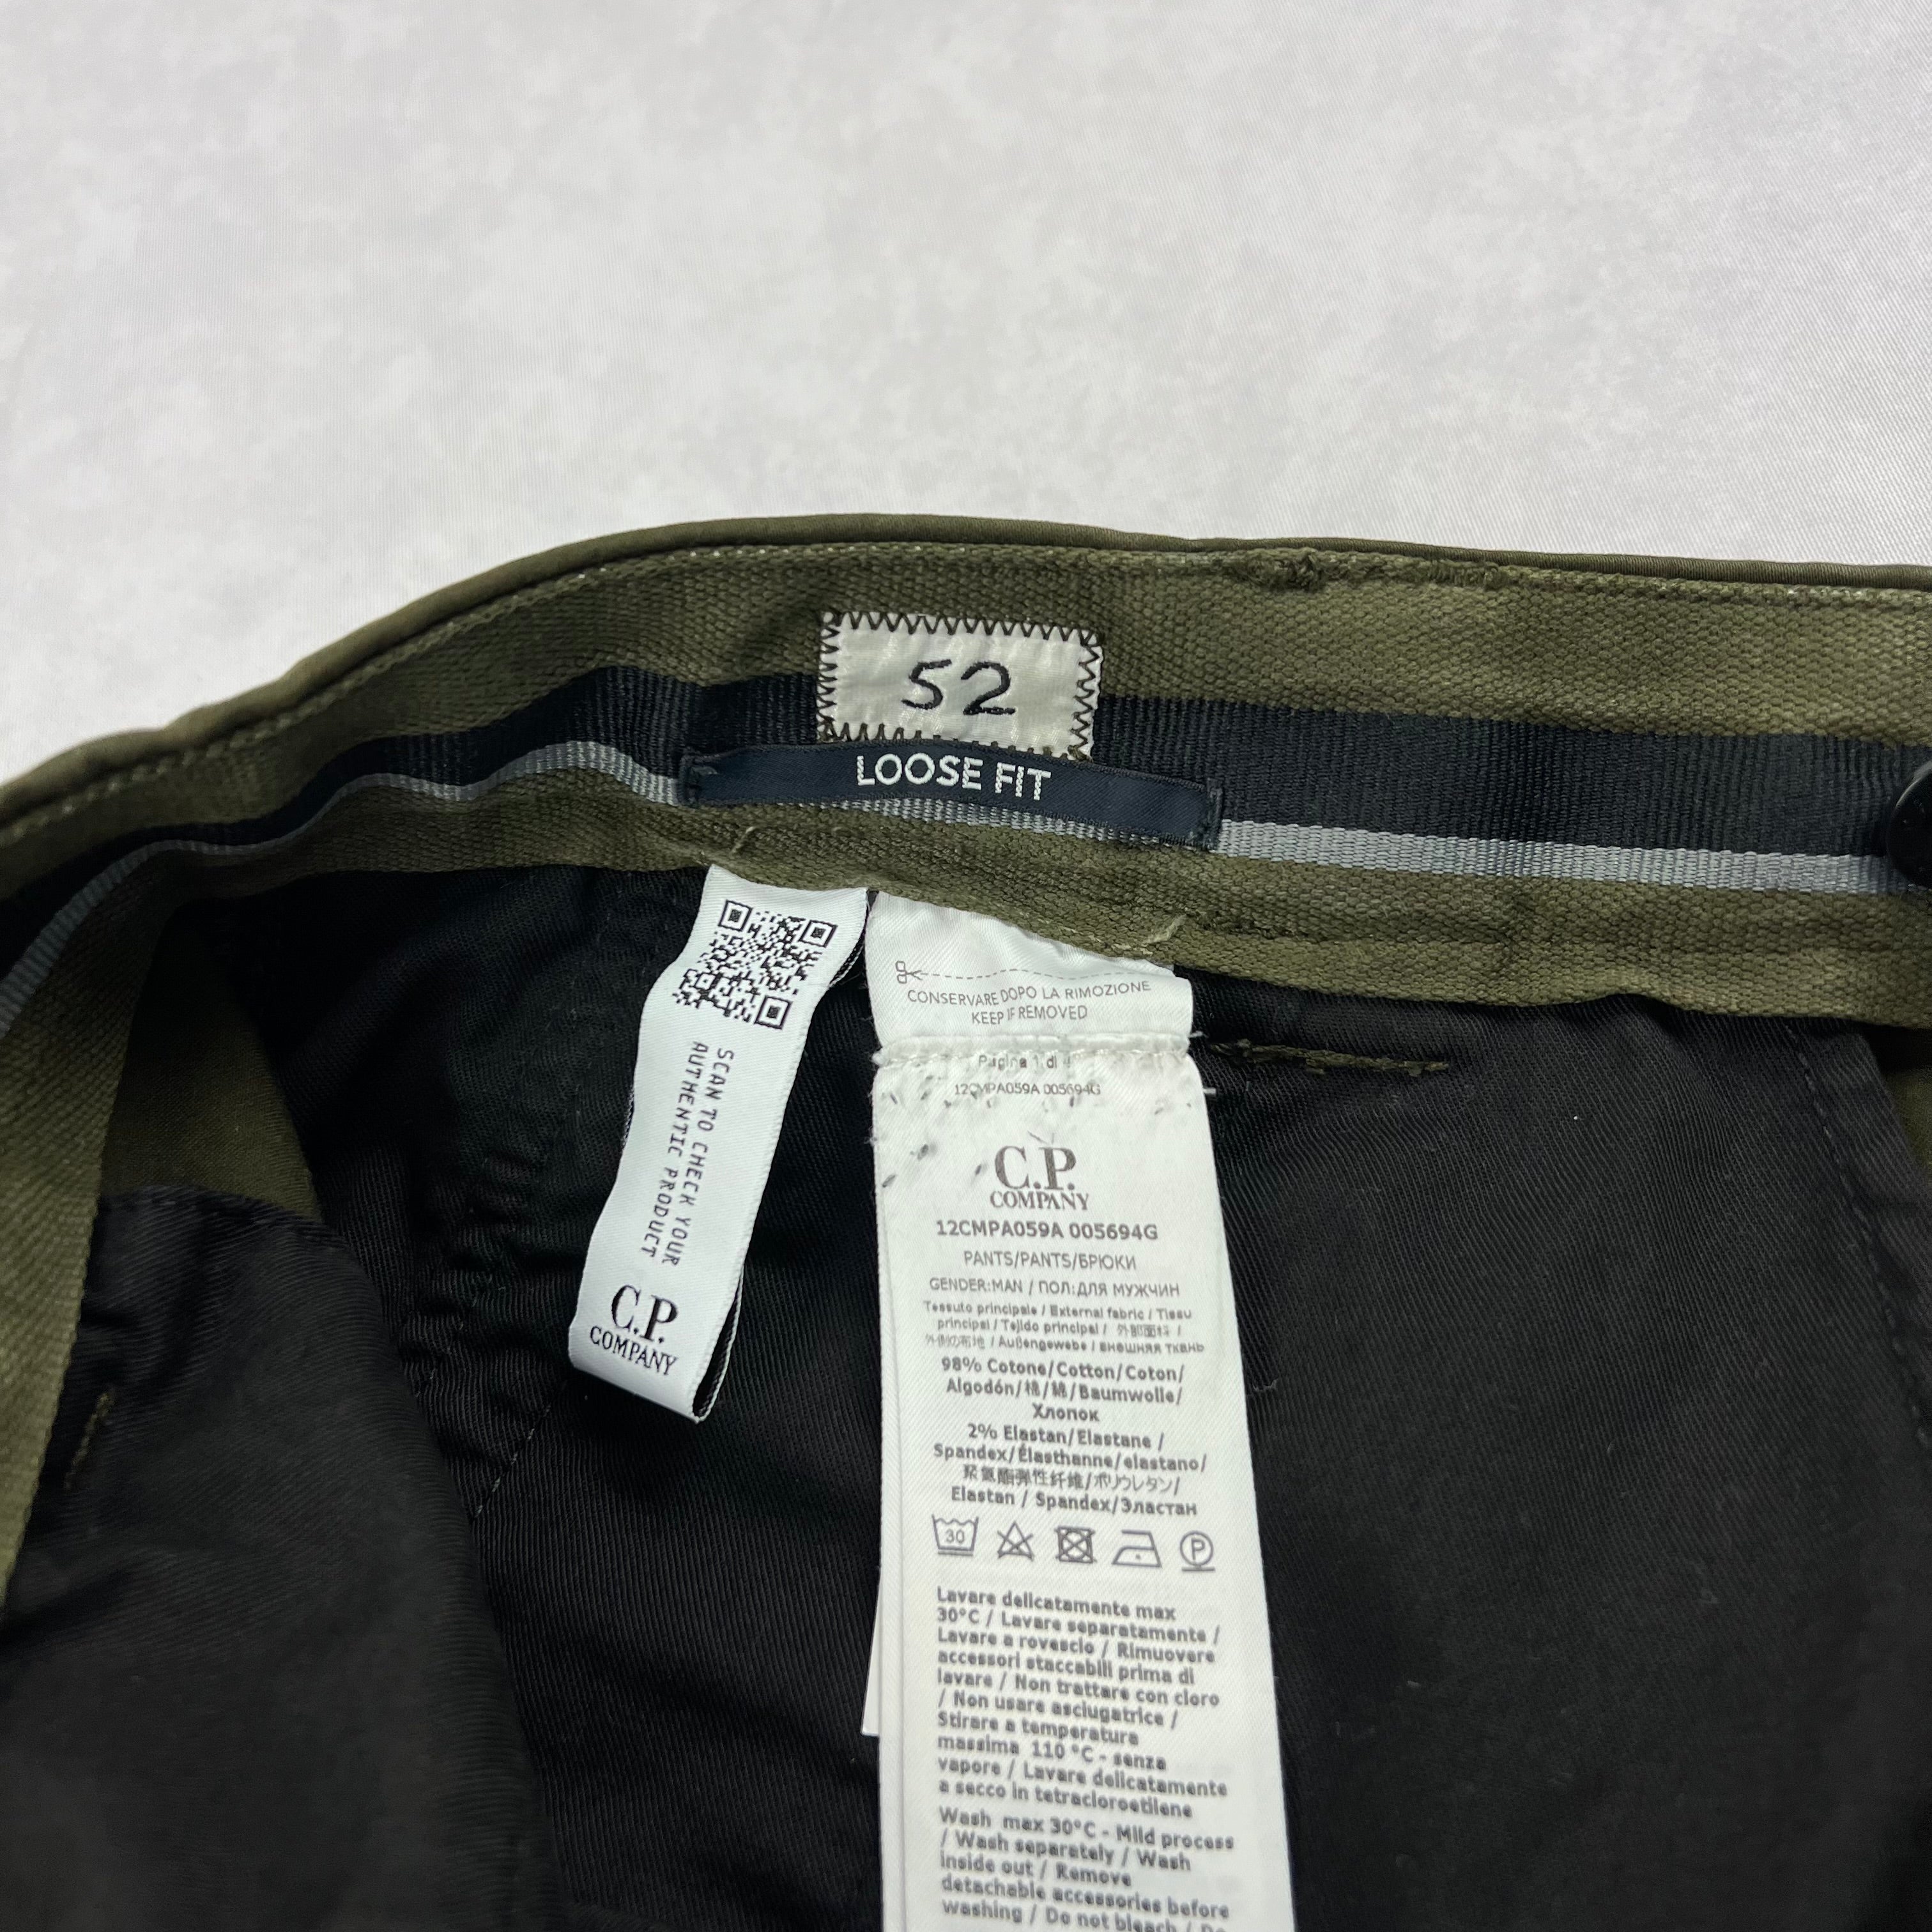 52
LOOSE FIT
SCAN TO CHECK YOUR
AUTHENTIC PRODUCT
C.P.
COMPANY
CONSERVARE DOPO LA RIMOZIONE
KEEP IF REMOVED
Pagina 1 di
12CMPA059A 005694G
C.P.
COMPANY
12CMPA059A 005694G
PANTS/PANTS/БРЮКИ
GENDER:MAN / ПОЛ:ДЛЯ МУЖЧИН
Tessuto principale / External fabric / Tissu
principal / Tejido principal / 外部面料 /
外側の布地 / Außengewebe / внешняя ткань
98% Cotone/Cotton/Coton/
Algodón/棉/綿/Baumwolle/
Хлопок
2% Elastan/Elastane /
Spandex/Élasthanne/elastano/
聚氨酯弹性纤维/ポリウレタン/
Elastan / Spandex/Эластан
30
P
Lavare delicatamente max
30°C / Lavare separatamente /
Lavare a rovescio / Rimuovere
accessori staccabili prima di
lavare / Non trattare con cloro
/ Non usare asciugatrice /
Stirare a temperatura
massima 110 °C - senza
vapore / Lavare delicatamente
a secco in tetracloroetilene
Wash max 30°C - Mild process
/ Wash separately / Wash
inside out / Remove
detachable accessories before
washing / Do not bleach / Do